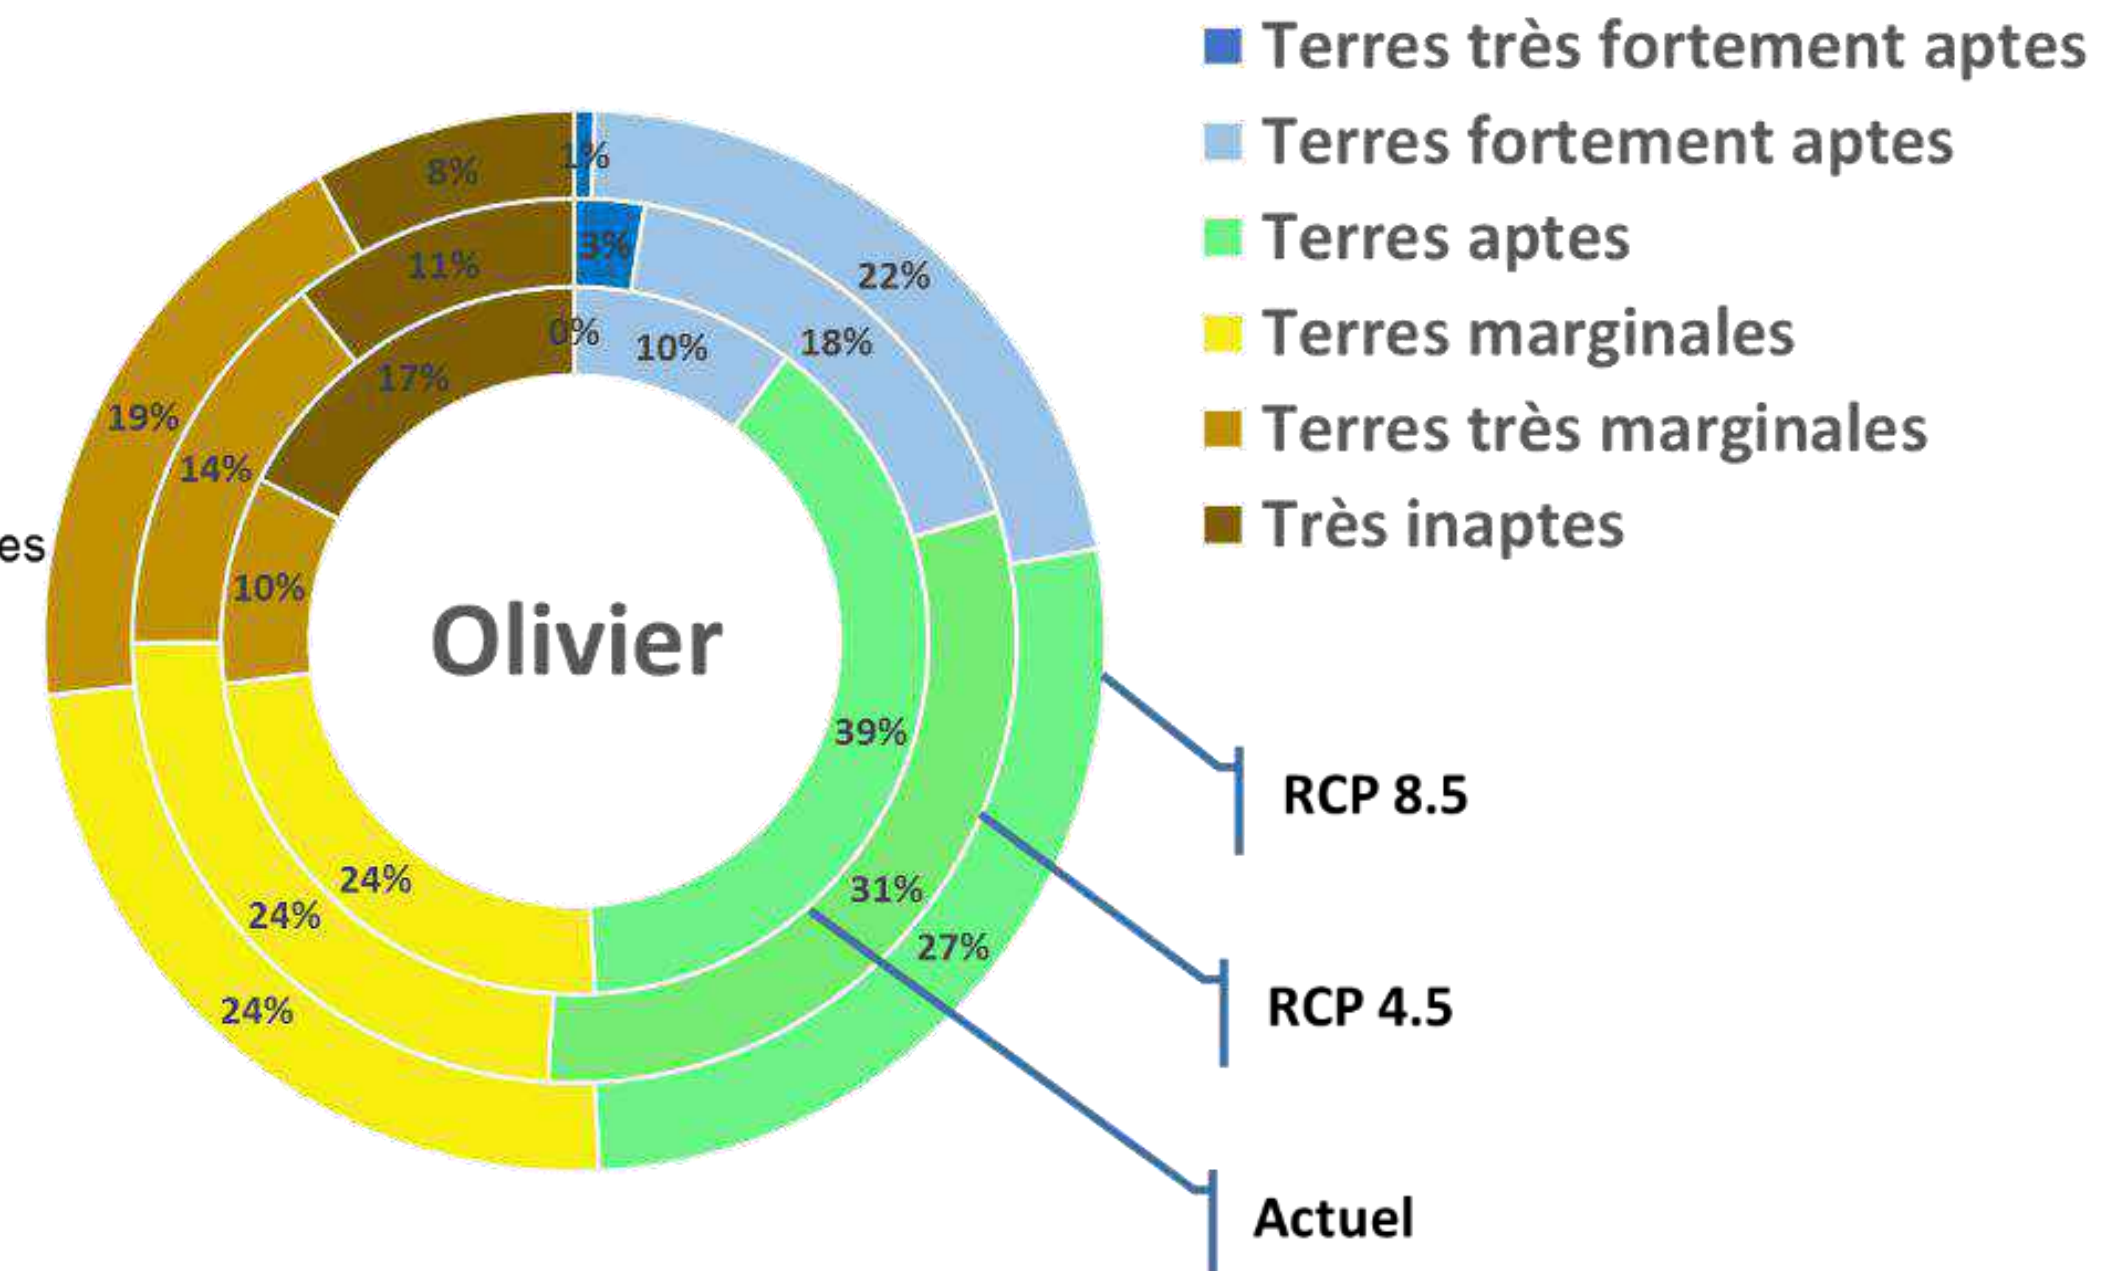 Terres très fortement aptes
Terres fortement aptes
Terres aptes
Terres marginales
Terres très marginales
Très inaptes
1%
8%
3%
11%
22%
0%
10%
18%
17%
19%
14%
es
10%
Olivier
39%
RCP 8.5
24%
31%
24%
27%
24%
RCP 4.5
Actuel